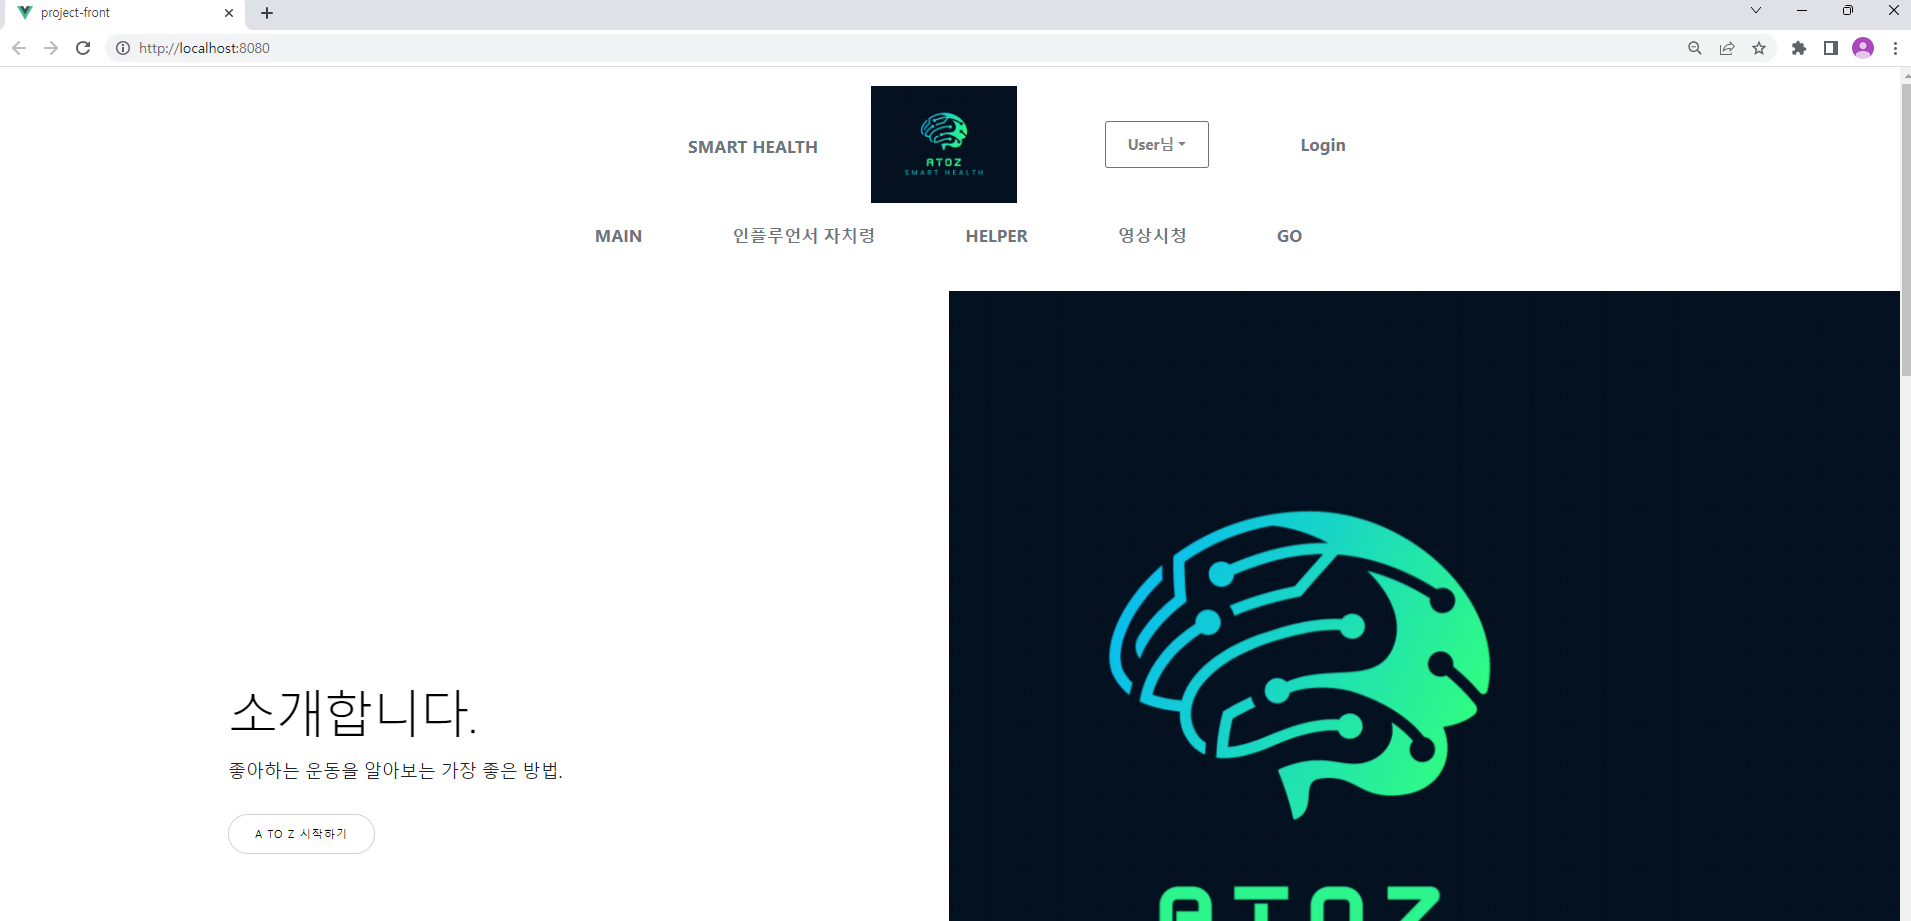 project-front
http://localhost:8080
SMART HEALTH
ATOZ
SMART HEALTH
User님
Login
MAIN
인플루언서 자치령
HELPER
영상시청
GO
소개합니다.
좋아하는 운동을 알아보는 가장 좋은 방법.
A TO Z 시작하기
ATOZ